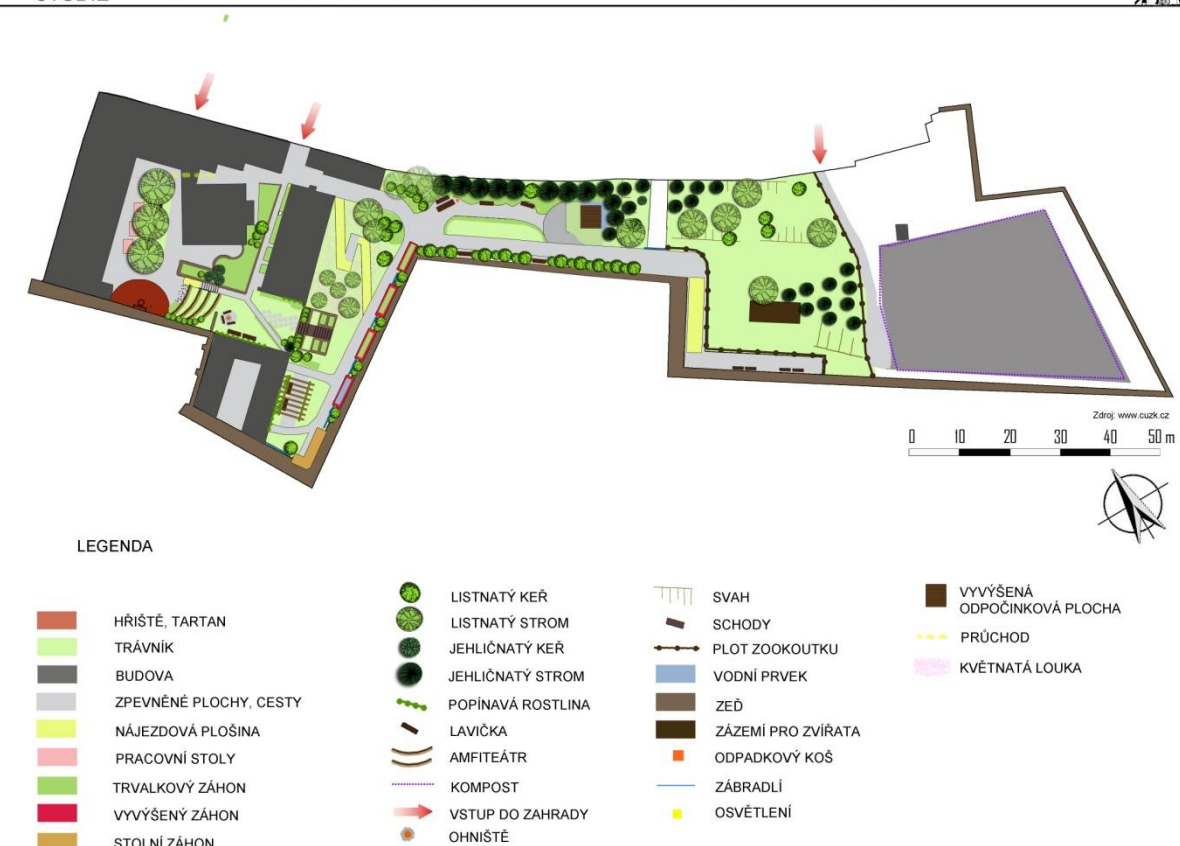 Zdroj: www.cuzk.cz
0 10 20 30 40 50 m
LEGENDA
HŘIŠTĚ, TARTAN
TRÁVNÍK
BUDOVA
ZPEVNĚNÉ PLOCHY, CESTY
NÁJEZDOVÁ PLOŠINA
PRACOVNÍ STOLY
TRVALKOVÝ ZÁHON
VYVÝŠENÝ ZÁHON
STOLNÍ ZÁHON
LISTNATÝ KEŘ
LISTNATÝ STROM
JEHLIČNATÝ KEŘ
JEHLIČNATÝ STROM
POPÍNAVÁ ROSTLINA
LAVIČKA
AMFITEÁTR
KOMPOST
VSTUP DO ZAHRADY
OHNIŠTĚ
SVAH
SCHODY
PLOT ZOOKOUTKU
VODNÍ PRVEK
ZEĎ
ZÁZEMÍ PRO ZVÍŘATA
ODPADKOVÝ KOŠ
ZÁBRADLÍ
OSVĚTLENÍ
VYVÝŠENÁ
ODPOČINKOVÁ PLOCHA
PRŮCHOD
KVĚTNATÁ LOUKA